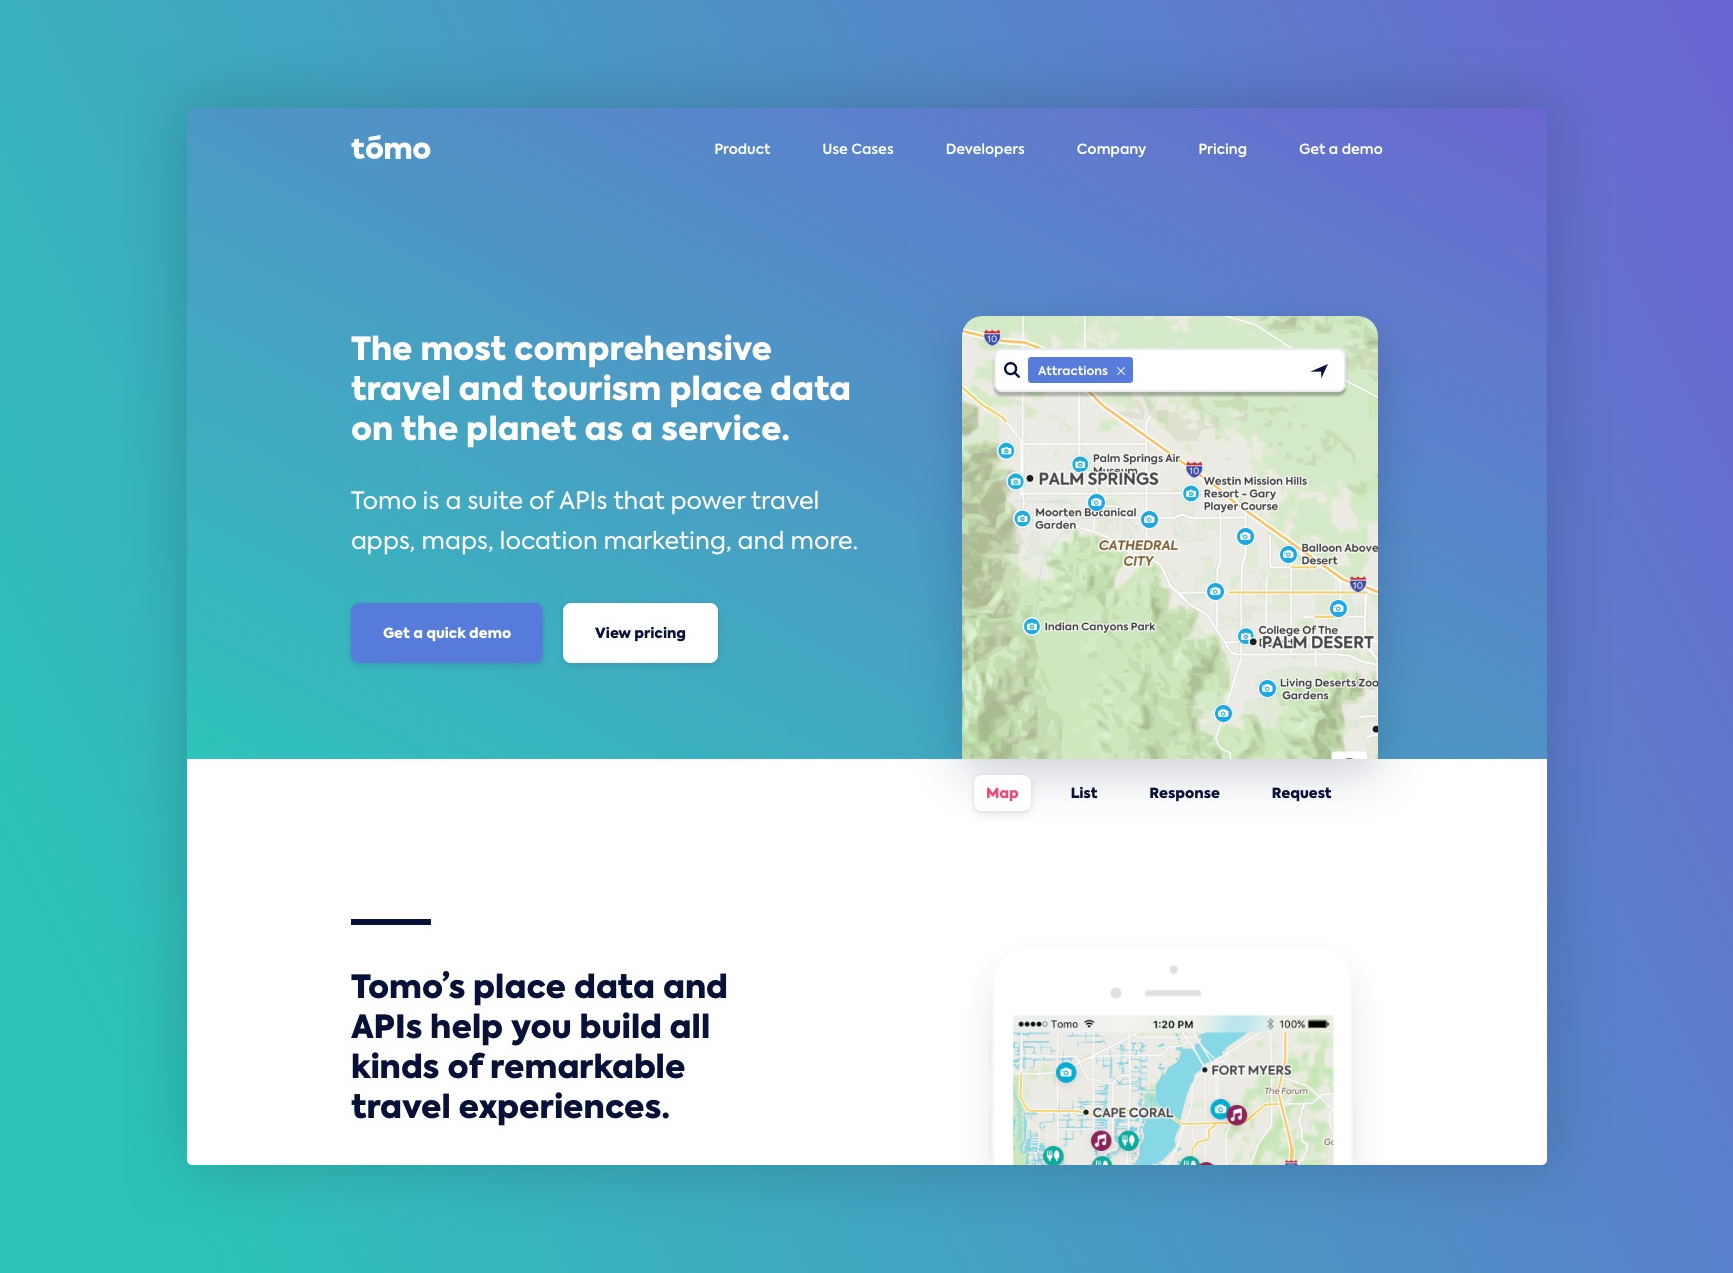 tómo
Product
Use Cases
Developers
Company
Pricing
Get a demo
The most comprehensive
travel and tourism place data
on the planet as a service.
Tomo is a suite of APIs that power travel
apps, maps, location marketing, and more.
Get a quick demo
View pricing
10
Attractions
Palm Springs Air
Museum
PALM SPRINGS
10
Westin Mission Hills
Resort - Gary
Player Course
Moorten Botanical
Garden
CATHEDRAL
CITY
Balloon Above
Desert
10
Indian Canyons Park
College Of The
PALM DESERT
Living Deserts Zoo
Gardens
Map
List
Response
Request
Tomo’s place data and
APIs help you build all
kinds of remarkable
travel experiences.
Tomo
1:20 PM
100%
FORT MYERS
The Forum
CAPE CORAL